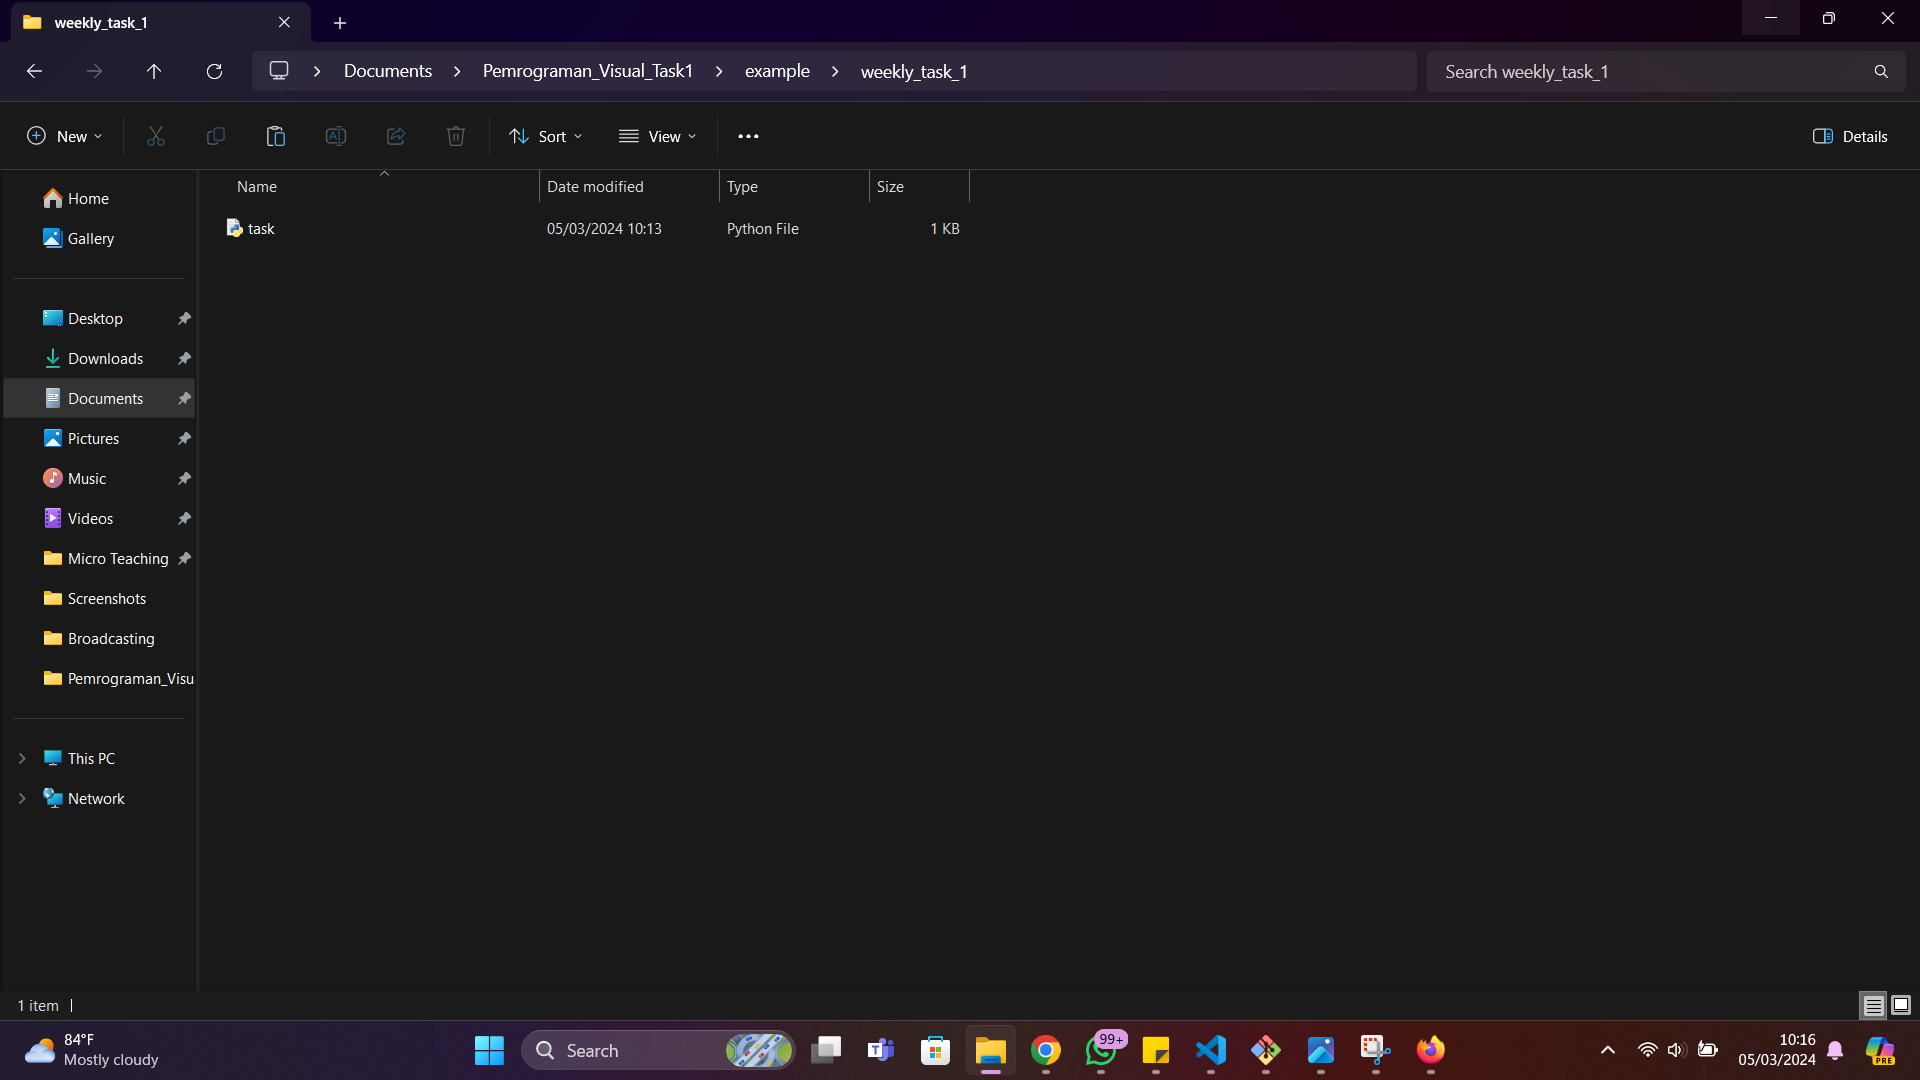 weekly_task_1
Documents
Pemrograman_Visual_Task1
example
weekly_task_1
Search weekly_task_1
New
Sort
View
Details
Name
Date modified
Type
Size
task
05/03/2024 10:13
Python File
1 KB
Home
Gallery
Desktop
Downloads
Documents
Pictures
Music
Videos
Micro Teaching
Screenshots
Broadcasting
Pemrograman_Visu
This PC
Network
1 item
84°F
Mostly cloudy
Search
99+
10:16
05/03/2024
PRE